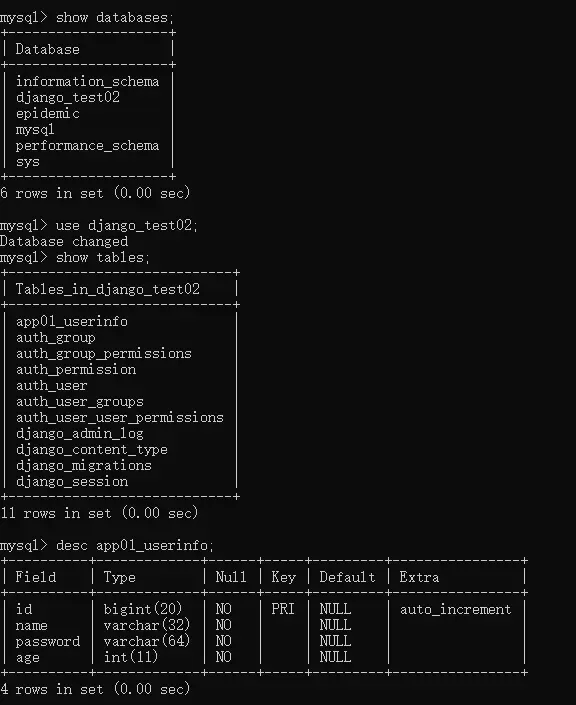 mysql> show databases;
+--------------------+
| Database           |
+--------------------+
| information_schema |
| django_test02      |
| epidemic           |
| mysql              |
| performance_schema |
| sys                |
+--------------------+
6 rows in set (0.00 sec)
mysql> use django_test02;
Database changed
mysql> show tables;
+----------------------------+
| Tables_in_django_test02    |
+----------------------------+
| app01_userinfo             |
| auth_group                 |
| auth_group_permissions     |
| auth_permission            |
| auth_user                  |
| auth_user_groups           |
| auth_user_user_permissions |
| django_admin_log           |
| django_content_type        |
| django_migrations          |
| django_session             |
+----------------------------+
11 rows in set (0.00 sec)
mysql> desc app01_userinfo;
+----------+-------------+------+-----+---------+----------------+
| Field    | Type        | Null | Key | Default | Extra          |
+----------+-------------+------+-----+---------+----------------+
| id       | bigint(20)  | NO   | PRI | NULL    | auto_increment |
| name     | varchar(32) | NO   |     | NULL    |                |
| password | varchar(64) | NO   |     | NULL    |                |
| age      | int(11)     | NO   |     | NULL    |                |
+----------+-------------+------+-----+---------+----------------+
4 rows in set (0.00 sec)